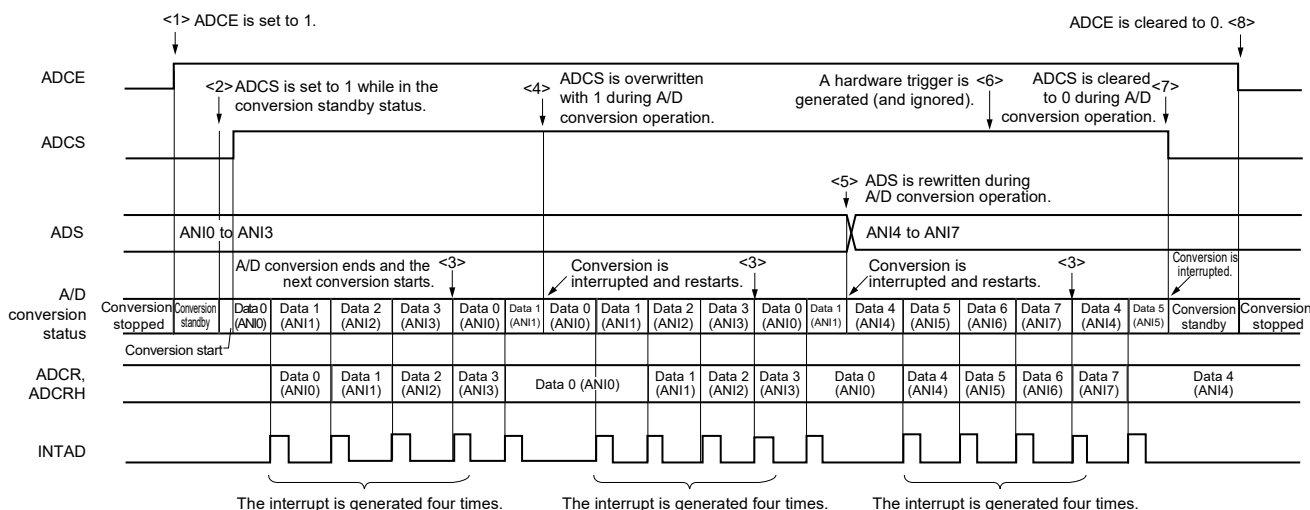 <1> ADCE is set to 1.
ADCE is cleared to 0. <8>
ADCE
<2> ADCS is set to 1 while in the
conversion standby status.
<4> ADCS is overwritten
with 1 during A/D
conversion operation.
A hardware trigger is <6>
generated (and ignored).
ADCS is cleared <7>
to 0 during A/D
conversion operation.
ADCS
<5> ADS is rewritten during
A/D conversion operation.
ADS
ANI0 to ANI3
ANI4 to ANI7
A/D conversion ends and the <3>
next conversion starts.
Conversion is
interrupted and restarts.
<3>
Conversion is
interrupted and restarts.
<3>
Conversion is
interrupted.
A/D
conversion
status
Conversion
stopped
Conversion
standby
Data 0
(ANI0)
Data 1
(ANI1)
Data 2
(ANI2)
Data 3
(ANI3)
Data 0
(ANI0)
Data 1
(ANI1)
Data 0
(ANI0)
Data 1
(ANI1)
Data 2
(ANI2)
Data 3
(ANI3)
Data 0
(ANI0)
Data 1
(ANI1)
Data 4
(ANI4)
Data 5
(ANI5)
Data 6
(ANI6)
Data 7
(ANI7)
Data 4
(ANI4)
Data 5
(ANI5)
Conversion
standby
Conversion
stopped
Conversion start
ADCR,
ADCRH
Data 0
(ANI0)
Data 1
(ANI1)
Data 2
(ANI2)
Data 3
(ANI3)
Data 0 (ANI0)
Data 1
(ANI1)
Data 2
(ANI2)
Data 3
(ANI3)
Data 0
(ANI0)
Data 4
(ANI4)
Data 5
(ANI5)
Data 6
(ANI6)
Data 7
(ANI7)
Data 4
(ANI4)
INTAD
The interrupt is generated four times.
The interrupt is generated four times.
The interrupt is generated four times.